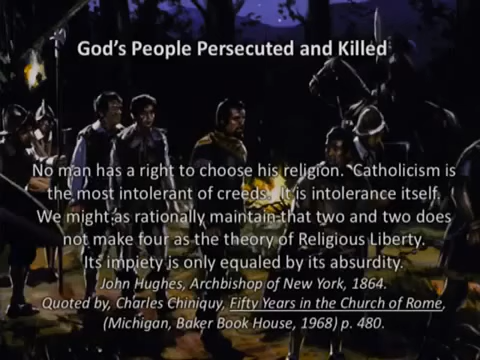 God's People Persecuted and Killed
No man has a right to choose his religion. Catholicism is
the most intolerant of creeds. It is intolerance itself.
We might as rationally maintain that two and two does
not make four as the theory of Religious Liberty.
Its impiety is only equaled by its absurdity.
John Hughes, Archbishop of New York, 1864.
Quoted by, Charles Chiniquy, Fifty Years in the Church of Rome,
(Michigan, Baker Book House, 1968) p. 480.